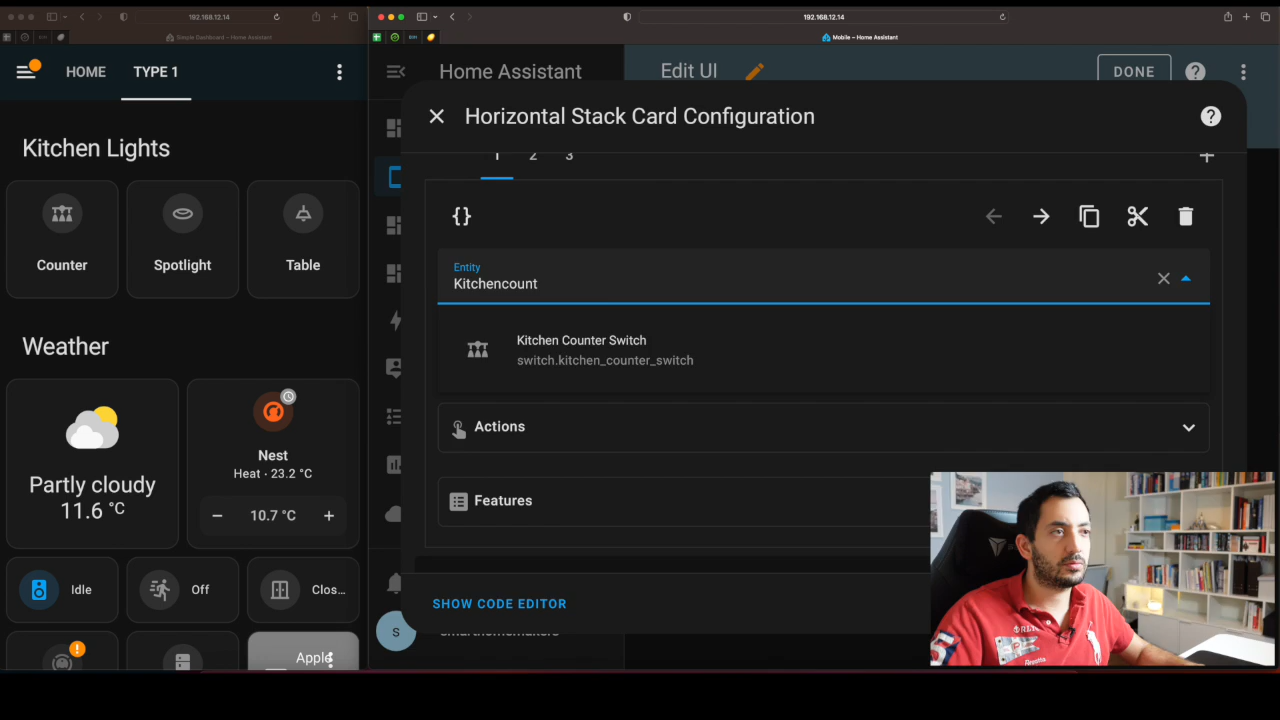 192.168.12.14
Simple Dashboard – Home Assistant
HOME
TYPE 1
Kitchen Lights
Counter
Spotlight
Table
Weather
Partly cloudy
11.6 °C
Nest
Heat · 23.2 °C
− 10.7 °C +
Idle
Off
Clos…
Apple
192.168.12.14
Mobile – Home Assistant
Home Assistant
Edit UI
DONE
Horizontal Stack Card Configuration
1 2 3
{}
Entity
Kitchencount
Kitchen Counter Switch
switch.kitchen_counter_switch
Actions
Features
SHOW CODE EDITOR
S
smarthomemakers